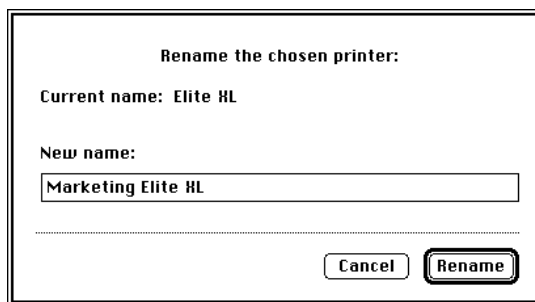 Rename the chosen printer:
Current name: Elite XL
New name:
Marketing Elite XL
Cancel Rename